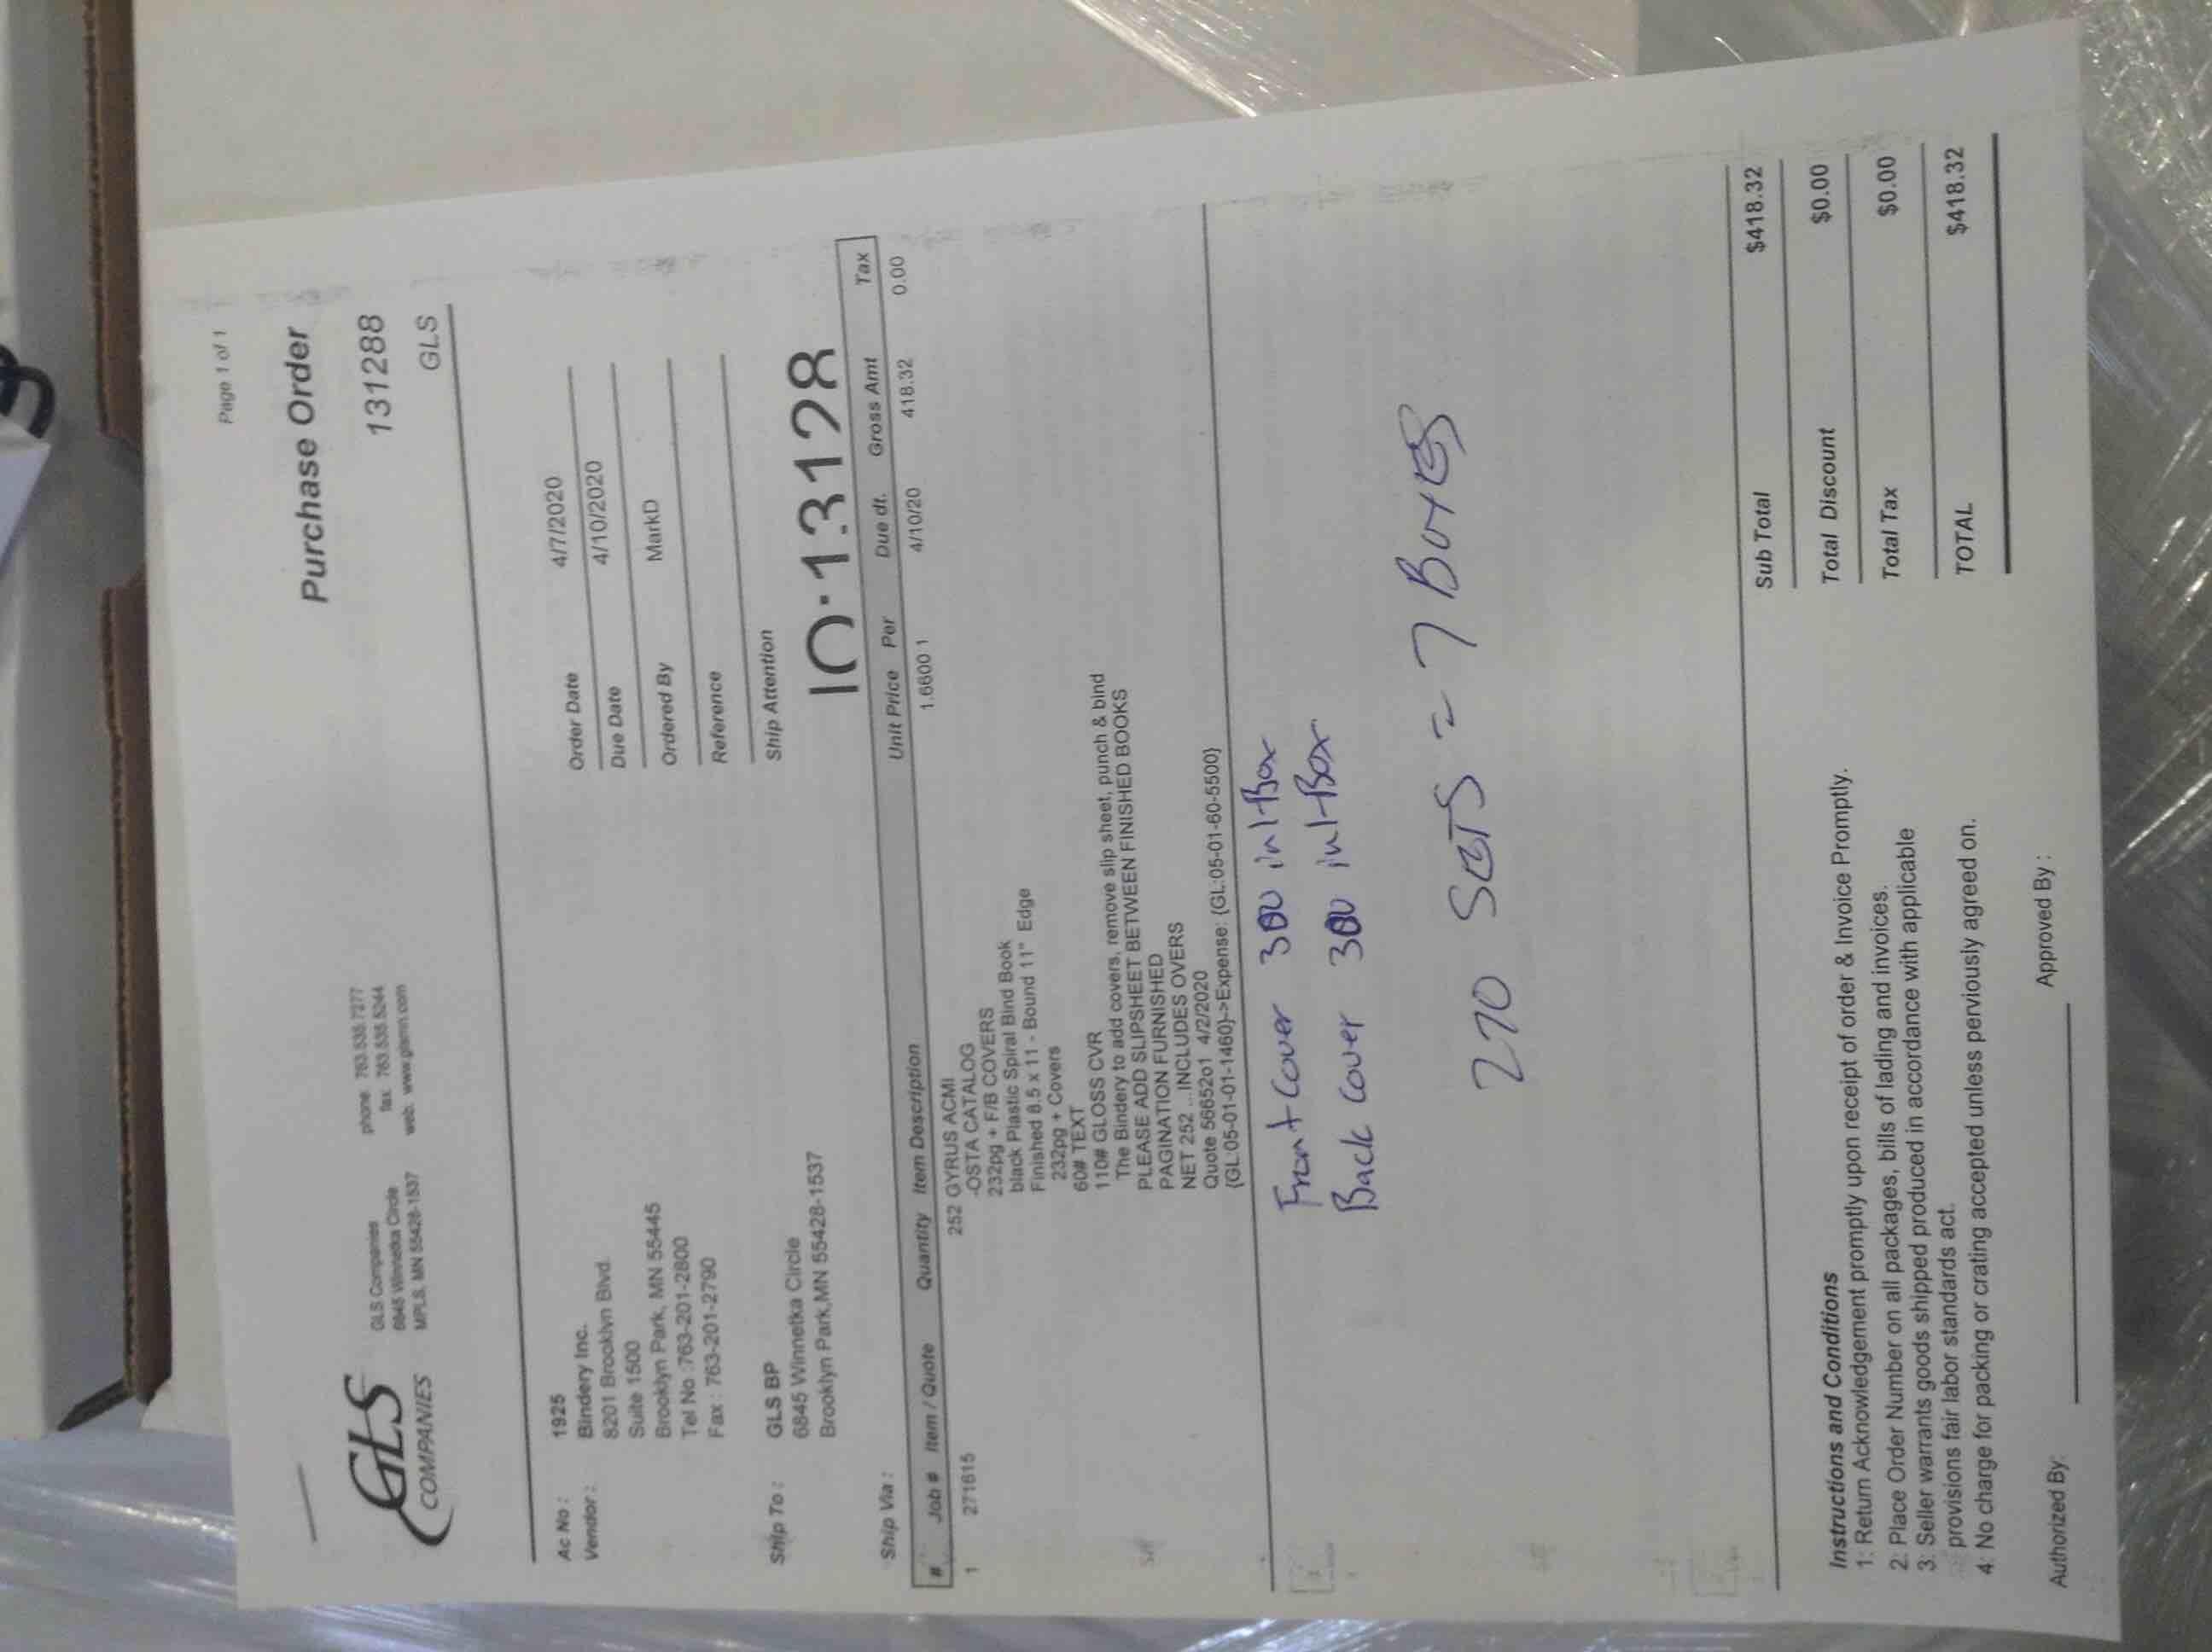 Page 1 of 1
Purchase Order
GLS
COMPANIES
GLS Companies
6845 Winnetka Circle
MPLS, MN 55428-1537
phone: 763.535.7277
fax: 763.535.5244
web: www.glsmn.com
131288
GLS
Ac No : 1925
Vendor : Bindery Inc.
8201 Brooklvn Blvd.
Suite 1500
Brooklyn Park, MN 55445
Tel No :763-201-2800
Fax : 763-201-2790
Order Date 4/7/2020
Due Date 4/10/2020
Ordered By MarkD
Reference
Ship To : GLS BP
6845 Winnetka Circle
Brooklyn Park,MN 55428-1537
Ship Attention
10.13128
Ship Via :
# Job # Item / Quote Quantity Item Description Unit Price Per Due dt. Gross Amt Tax
1 271615 252 GYRUS ACMI 1.6600 1 4/10/20 418.32 0.00
-OSTA CATALOG
232pg + F/B COVERS
black Plastic Spiral Bind Book
Finished 8.5 x 11 - Bound 11" Edge
232pg + Covers
60# TEXT
110# GLOSS CVR
The Bindery to add covers, remove slip sheet, punch & bind
PLEASE ADD SLIPSHEET BETWEEN FINISHED BOOKS
PAGINATION FURNISHED
NET 252 ... INCLUDES OVERS
Quote 56652o1 4/2/2020
{GL:05-01-01-1460}->Expense: {GL:05-01-60-5500}
Front Cover 300 in 1-Box
Back Cover 300 in 1-Box
270 SETS = 7 Boxes
Sub Total $418.32
Total Discount $0.00
Total Tax $0.00
TOTAL $418.32
Instructions and Conditions
1: Return Acknowledgement promptly upon receipt of order & Invoice Promptly.
2: Place Order Number on all packages, bills of lading and invoices.
3: Seller warrants goods shipped produced in accordance with applicable
provisions fair labor standards act.
4: No charge for packing or crating accepted unless perviously agreed on.
Authorized By:
Approved By :